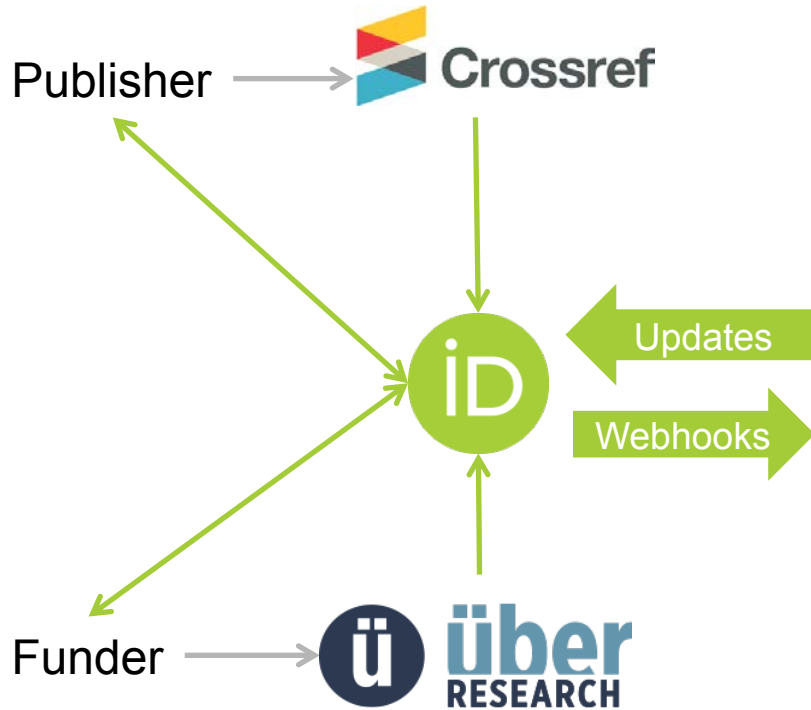 Publisher
Crossref
iD
Updates
Webhooks
Funder
ü
über
RESEARCH